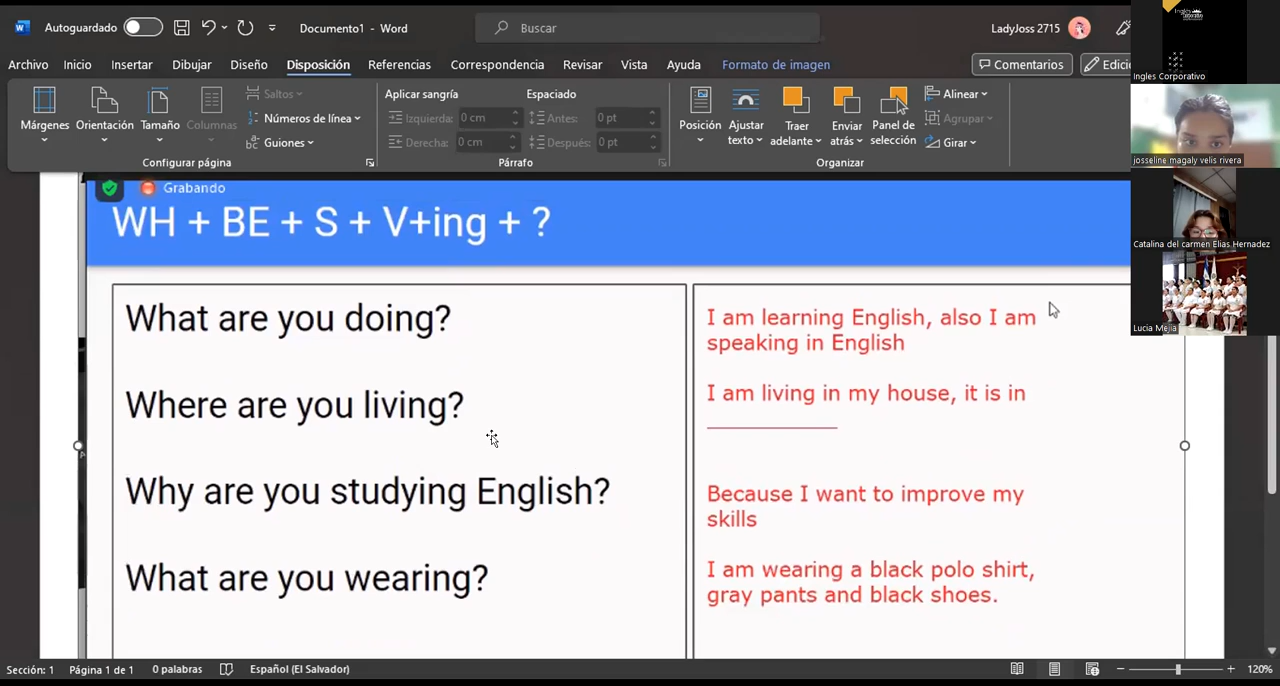 Autoguardado
Documento1 - Word
Buscar
LadyJoss 2715
Archivo Inicio Insertar Dibujar Diseño Disposición Referencias Correspondencia Revisar Vista Ayuda Formato de imagen
Comentarios
Edició
Márgenes
Orientación
Tamaño
Columnas
Saltos
Números de línea
Guiones
Configurar página
Aplicar sangría
Izquierda: 0 cm
Derecha: 0 cm
Espaciado
Antes: 0 pt
Después: 0 pt
Párrafo
Posición
Ajustar
texto
Traer
adelante
Enviar
atrás
Panel de
selección
Alinear
Agrupar
Girar
Organizar
Ingles Corporativo
josseline magaly velis rivera
Catalina del carmen Elias Hernadez
Lucia Mejia
Grabando
WH + BE + S + V+ing + ?
What are you doing?
Where are you living?
Why are you studying English?
What are you wearing?
I am learning English, also I am
speaking in English
I am living in my house, it is in
Because I want to improve my
skills
I am wearing a black polo shirt,
gray pants and black shoes.
Sección: 1 Página 1 de 1 0 palabras Español (El Salvador)
120%